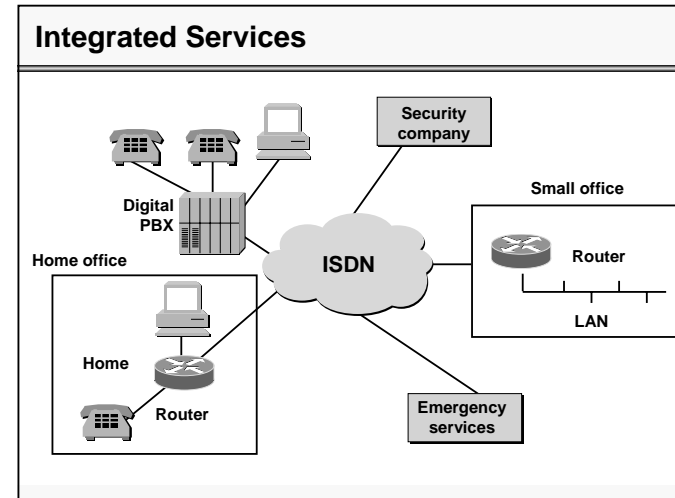 Integrated Services
Security
company
Digital
PBX
Small office
Home office
ISDN
Router
LAN
Home
Router
Emergency
services